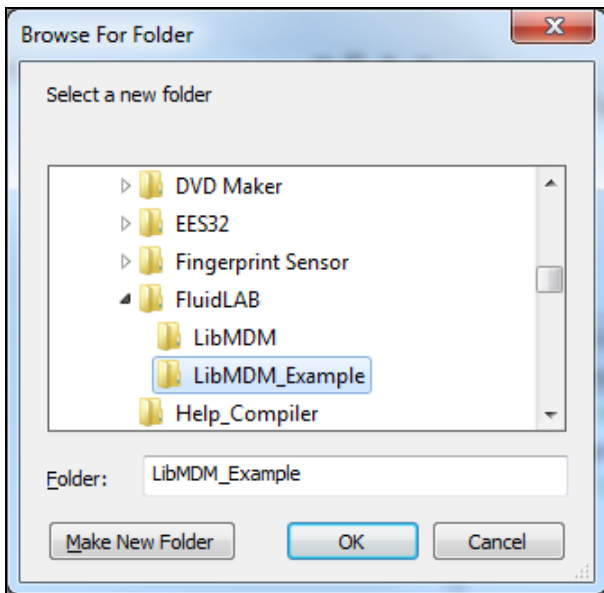 Browse For Folder
Select a new folder
DVD Maker
EES32
Fingerprint Sensor
FluidLAB
LibMDM
LibMDM_Example
Help_Compiler
Folder: LibMDM_Example
Make New Folder OK Cancel